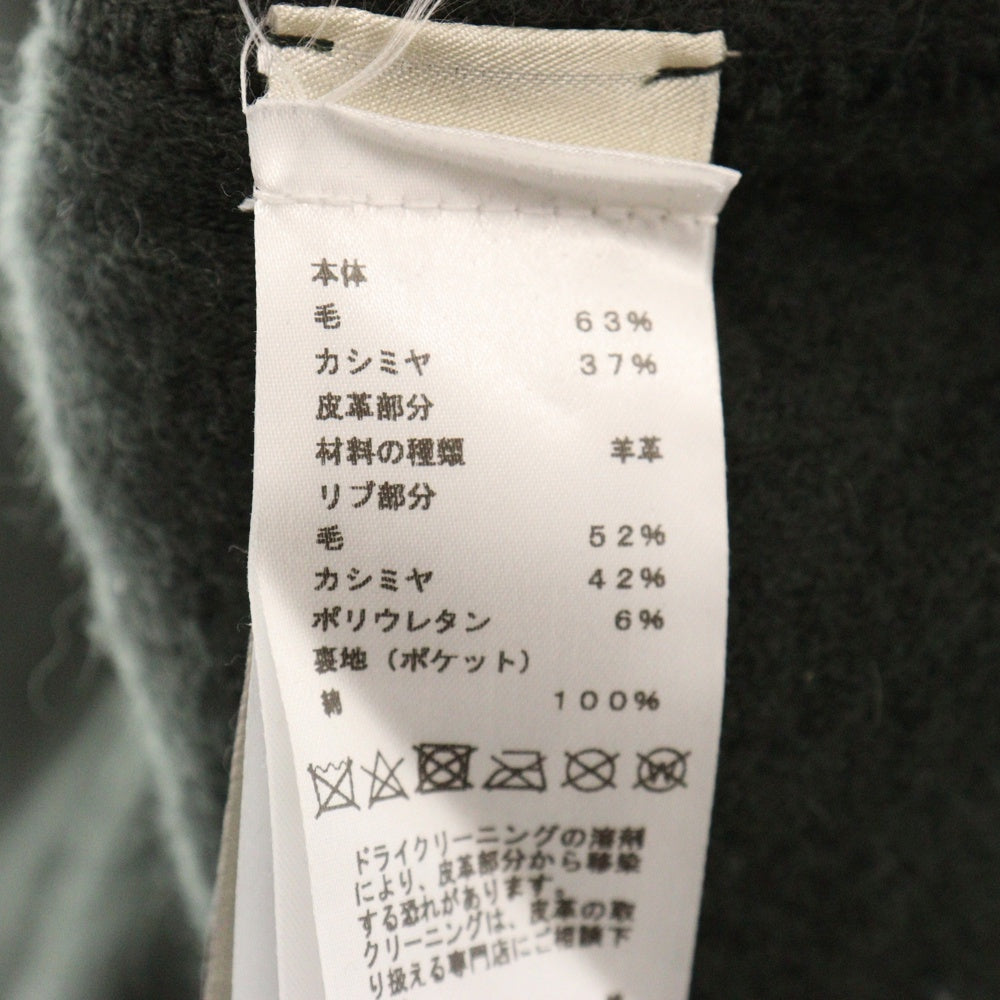 本体
毛 63%
カシミヤ 37%
皮革部分
材料の種類 羊革
リブ部分
毛 52%
カシミヤ 42%
ポリウレタン 6%
裏地（ポケット）
綿 100%
W
ドライクリーニングの溶剤
により、皮革部分から移染
する恐れがあります。
クリーニングは、皮革の取
り扱える専門店にご相談下